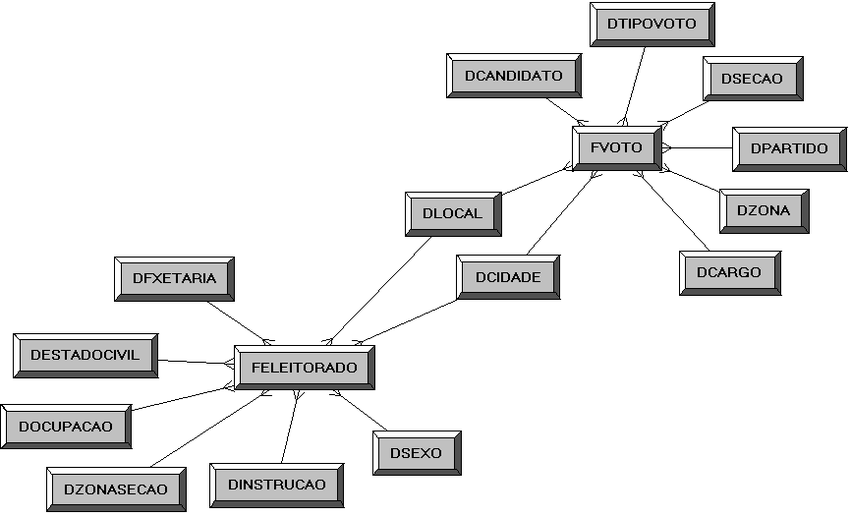 DTIPOVOTO
DCANDIDATO
DSECAO
FVOTO
DPARTIDO
DLOCAL
DZONA
DCIDADE
DCARGO
DFXETARIA
DESTADOCIVIL
FELEITORADO
DOCUPACAO
DSEXO
DZONASECAO
DINSTRUCAO